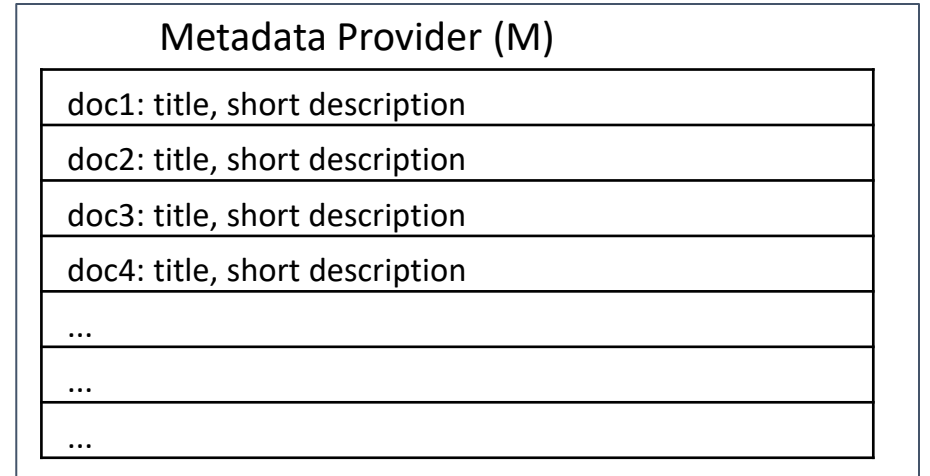 Metadata Provider (M)
doc1: title, short description
doc2: title, short description
doc3: title, short description
doc4: title, short description
...
...
...